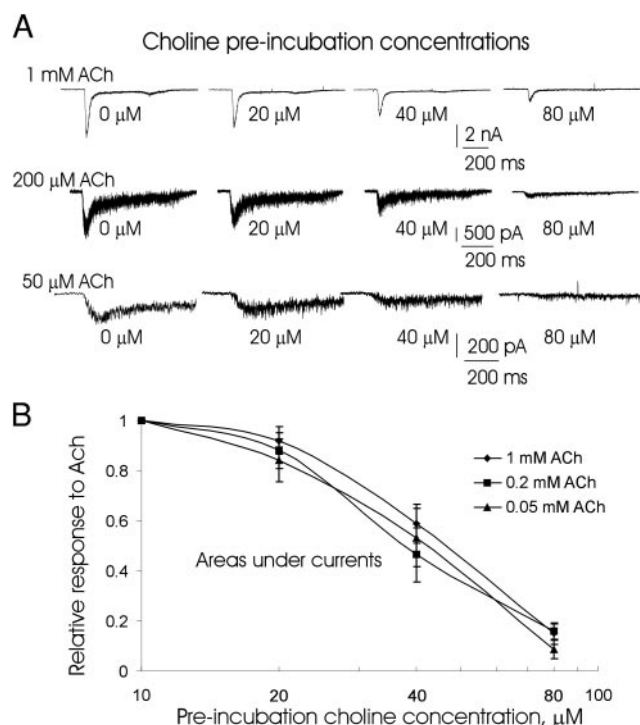 A
Choline pre-incubation concentrations
1 mM ACh
0 μM 20 μM 40 μM 80 μM
2 nA
200 ms
200 μM ACh
0 μM 20 μM 40 μM 80 μM
500 pA
200 ms
50 μM ACh
0 μM 20 μM 40 μM 80 μM
200 pA
200 ms
B
Relative response to Ach
1
0.8
0.6
0.4
0.2
0
1 mM ACh
0.2 mM ACh
0.05 mM ACh
Areas under currents
10 20 40 80 100
Pre-incubation choline concentration, μM